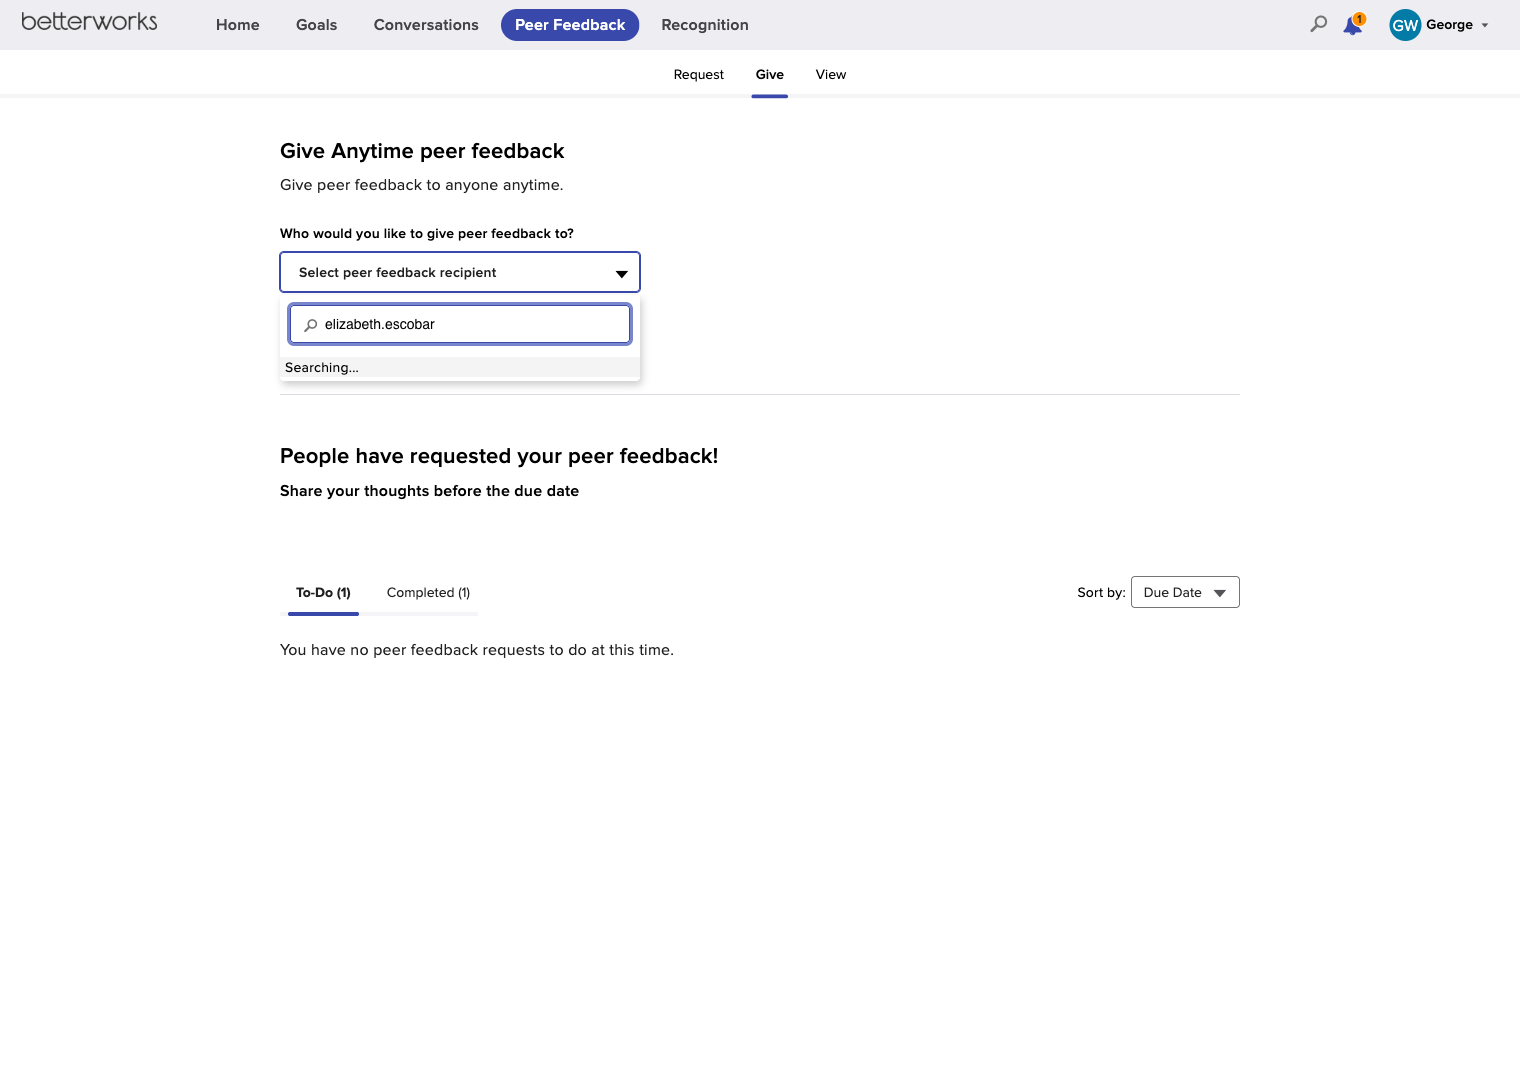 betterworks
Home
Goals
Conversations
Peer Feedback
Recognition
1
GW
George
Request
Give
View
Give Anytime peer feedback
Give peer feedback to anyone anytime.
Who would you like to give peer feedback to?
Select peer feedback recipient
elizabeth.escobar
Searching...
People have requested your peer feedback!
Share your thoughts before the due date
To-Do (1)
Completed (1)
Sort by:
Due Date
You have no peer feedback requests to do at this time.